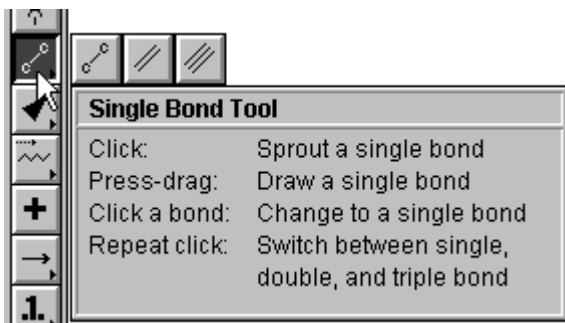 Single Bond Tool
Click: Sprout a single bond
Press-drag: Draw a single bond
Click a bond: Change to a single bond
Repeat click: Switch between single,
double, and triple bond
.1.